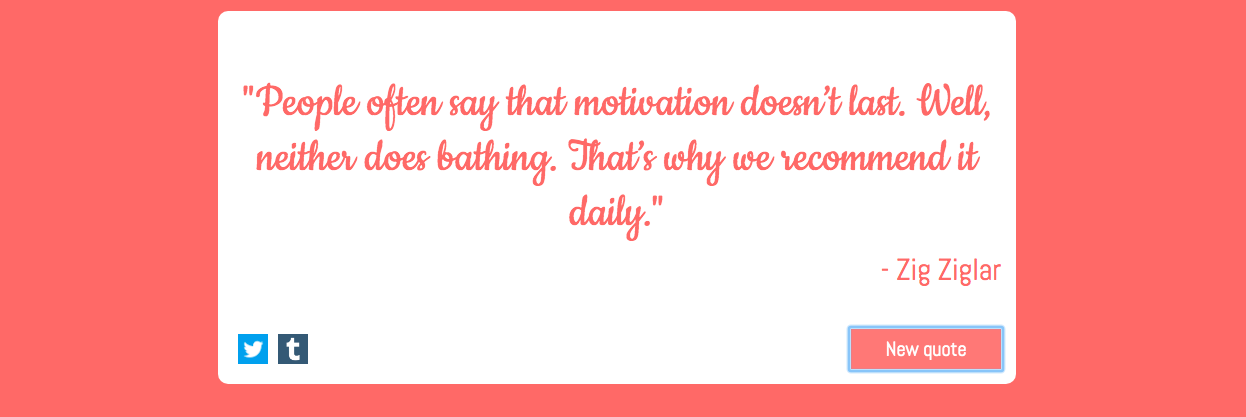 "People often say that motivation doesn’t last. Well,
neither does bathing. That’s why we recommend it
daily."
- Zig Ziglar
t
New quote